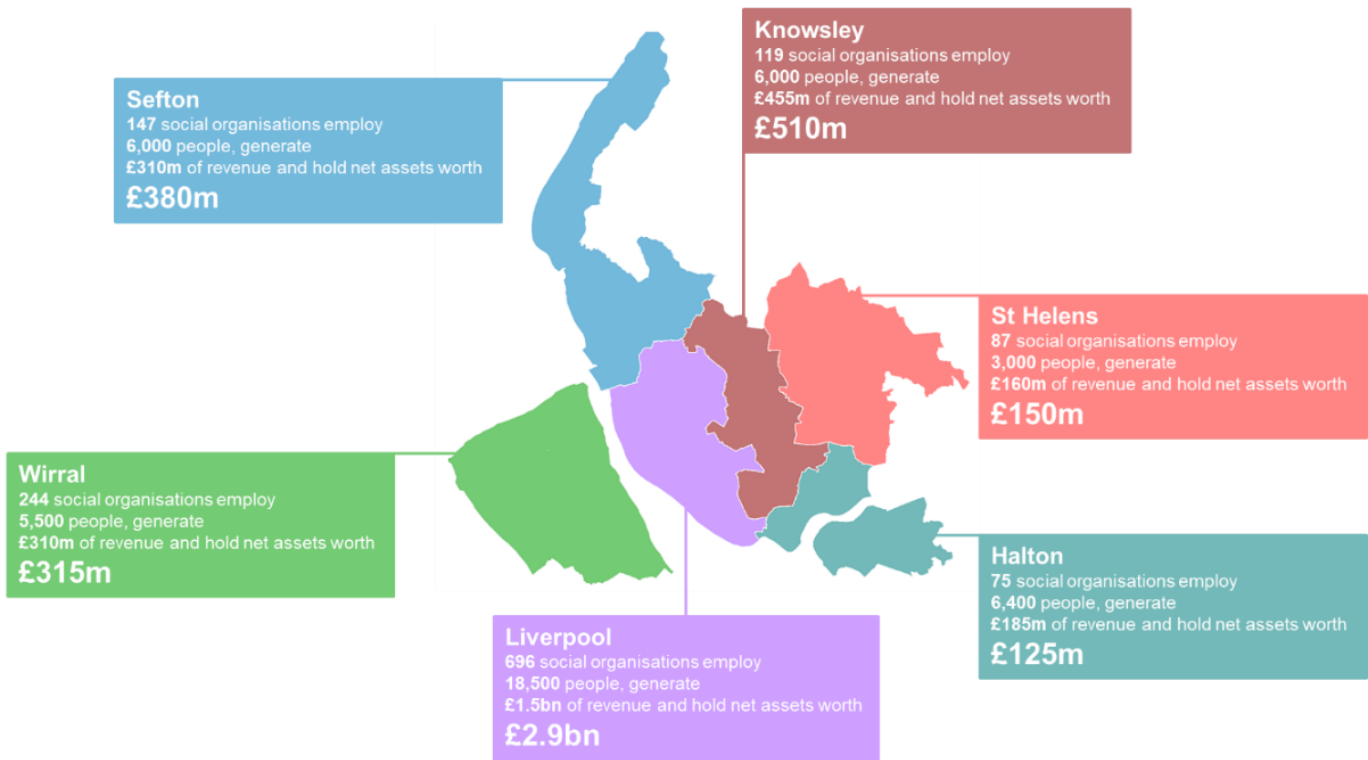 Knowsley
119 social organisations employ
6,000 people, generate
£455m of revenue and hold net assets worth
£510m
Sefton
147 social organisations employ
6,000 people, generate
£310m of revenue and hold net assets worth
£380m
St Helens
87 social organisations employ
3,000 people, generate
£160m of revenue and hold net assets worth
£150m
Wirral
244 social organisations employ
5,500 people, generate
£310m of revenue and hold net assets worth
£315m
Halton
75 social organisations employ
6,400 people, generate
£185m of revenue and hold net assets worth
£125m
Liverpool
696 social organisations employ
18,500 people, generate
£1.5bn of revenue and hold net assets worth
£2.9bn